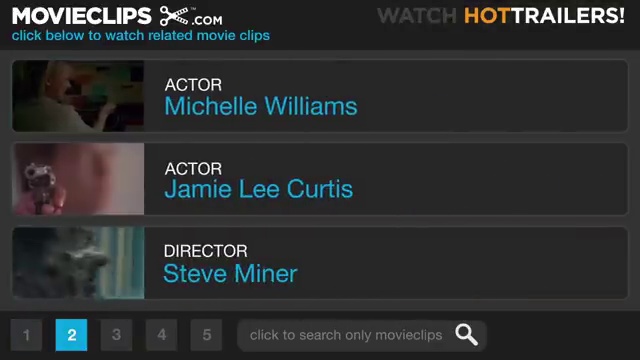 MOVIECLIPS .COM™
WATCH HOTTRAILERS!
click below to watch related movie clips
ACTOR
Michelle Williams
ACTOR
Jamie Lee Curtis
DIRECTOR
Steve Miner
1 2 3 4 5 click to search only movieclips